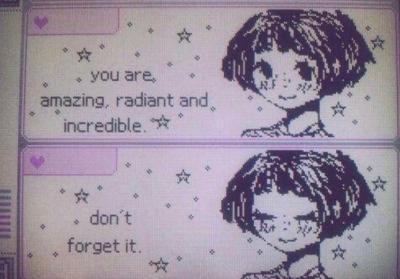 you are
amazing, radiant and
incredible.
don't
forget it.